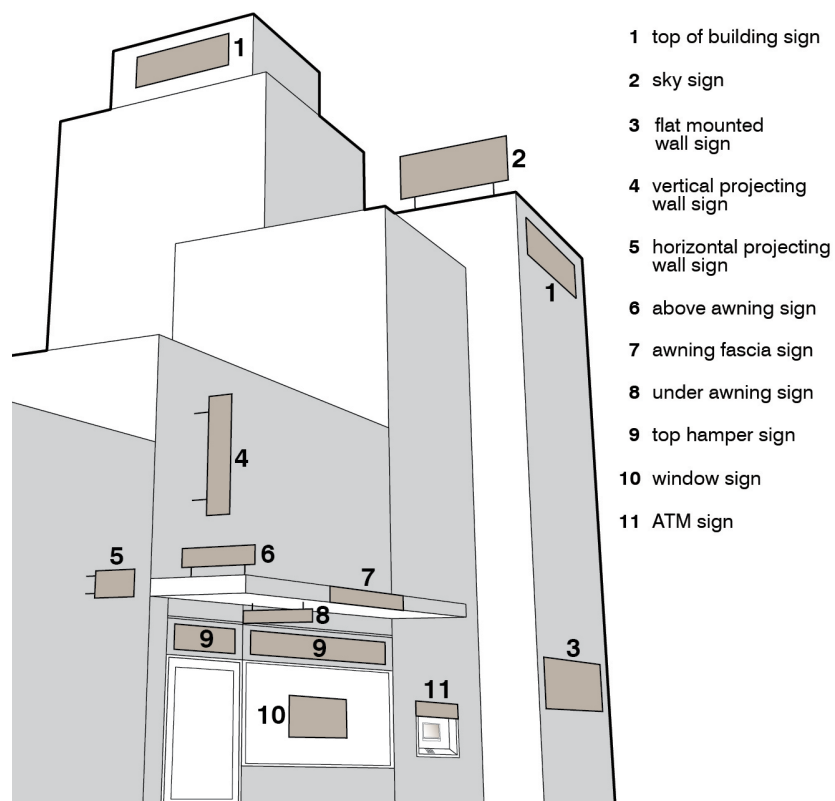 1 top of building sign
2 sky sign
3 flat mounted
wall sign
4 vertical projecting
wall sign
5 horizontal projecting
wall sign
6 above awning sign
7 awning fascia sign
8 under awning sign
9 top hamper sign
10 window sign
11 ATM sign
1
2
1
4
5
6
7
8
9
9
3
10
11